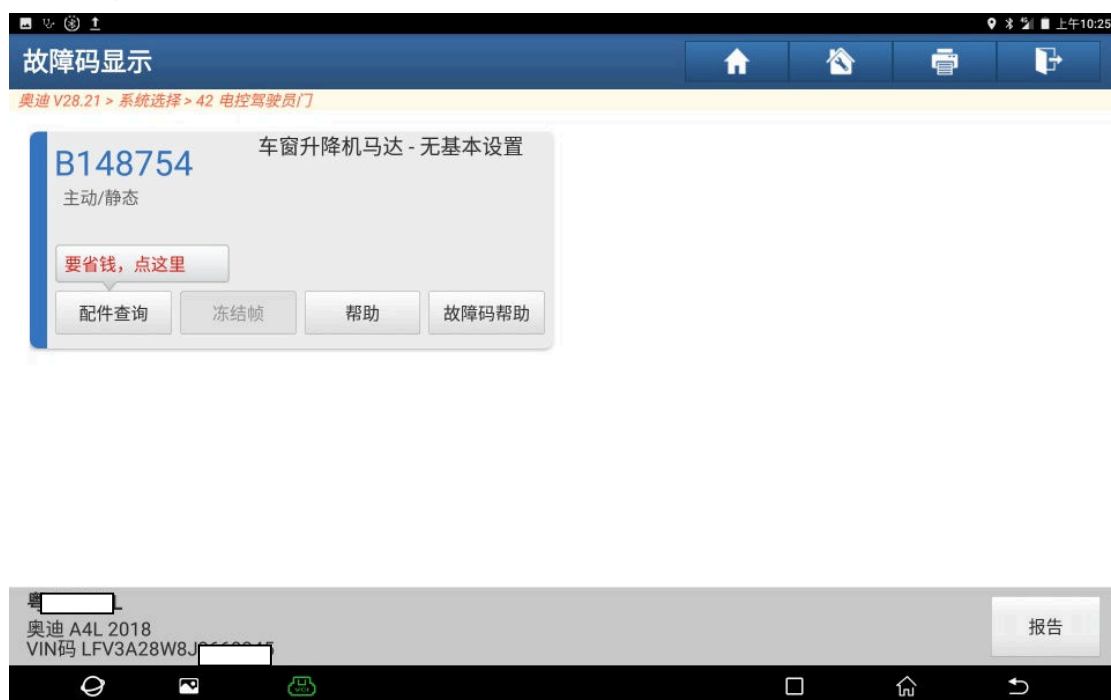 上午10:25
故障码显示
奥迪 V28.21 > 系统选择 > 42 电控驾驶员门
B148754
车窗升降机马达 - 无基本设置
主动/静态
要省钱，点这里
配件查询 冻结帧 帮助 故障码帮助
粤 L
奥迪 A4L 2018
VIN码 LFV3A28W8J
报告
VCI